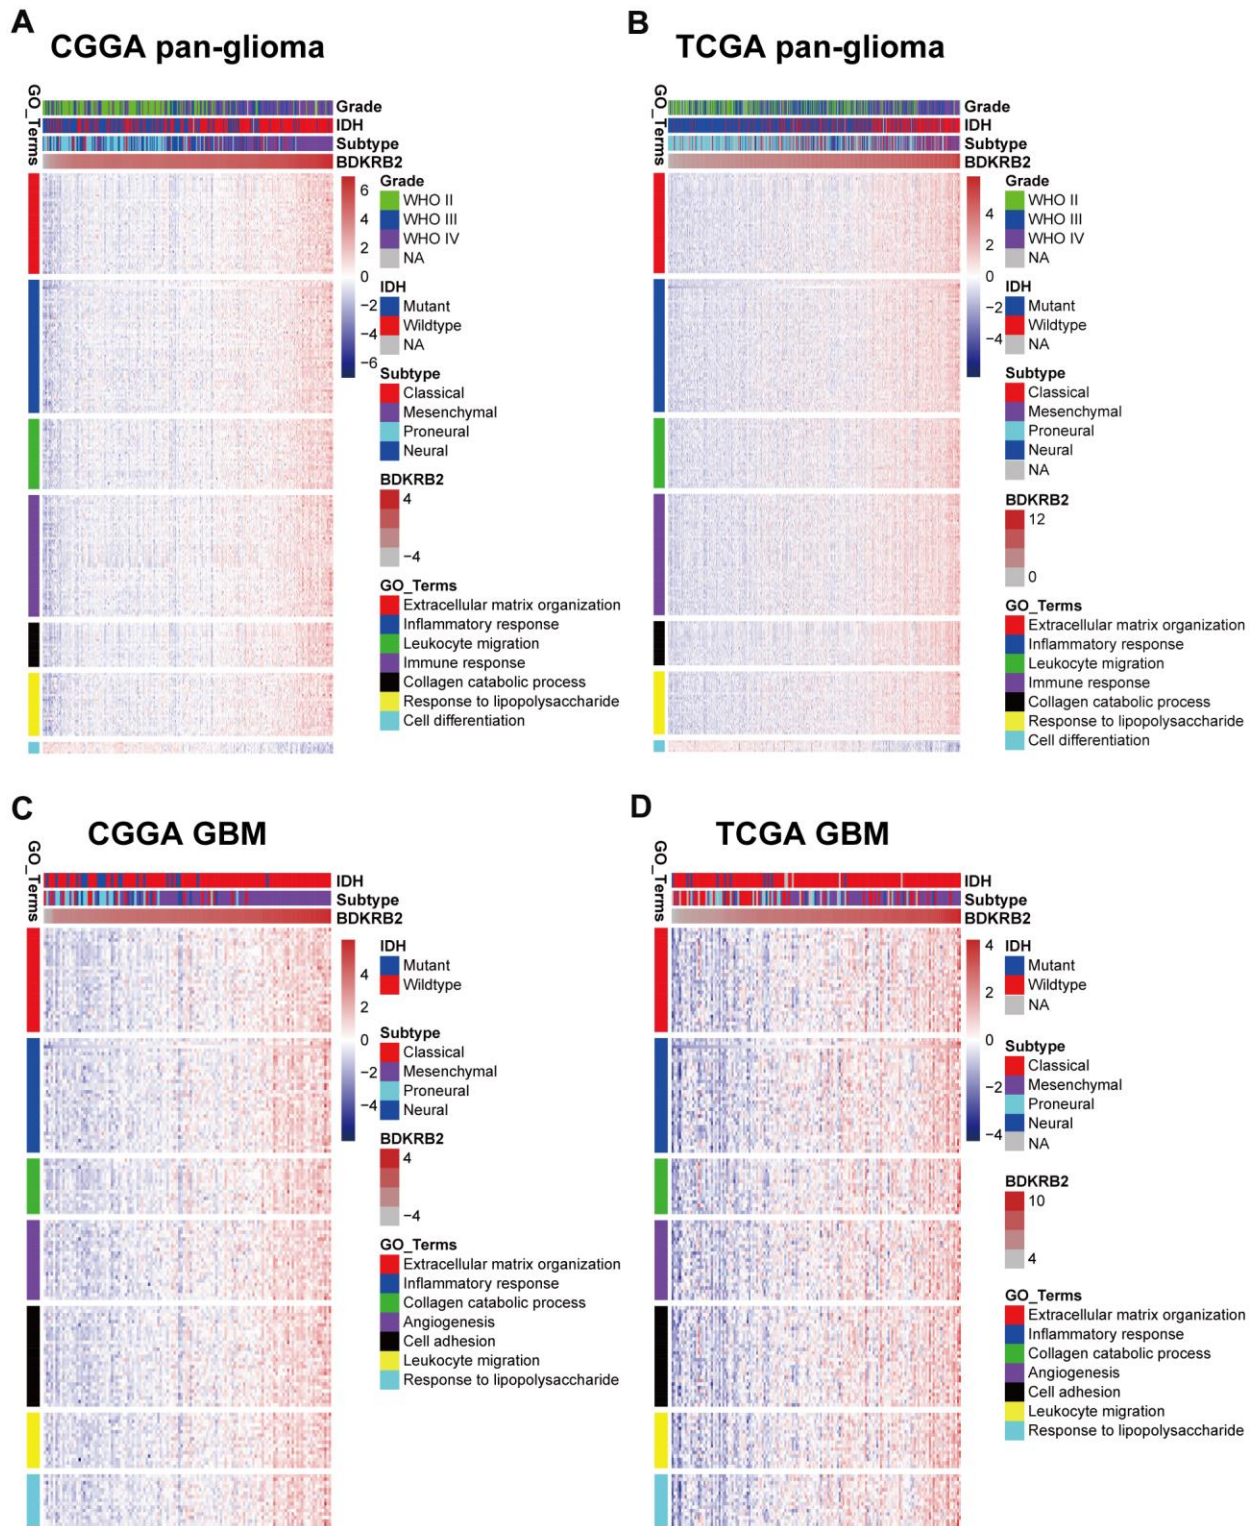 A
CGGA pan-glioma
GO_Terms
Grade
IDH
Subtype
BDKRB2
6
4
2
0
−2
−4
−6
Grade
WHO II
WHO III
WHO IV
NA
IDH
Mutant
Wildtype
NA
Subtype
Classical
Mesenchymal
Proneural
Neural
BDKRB2
4
−4
GO_Terms
Extracellular matrix organization
Inflammatory response
Leukocyte migration
Immune response
Collagen catabolic process
Response to lipopolysaccharide
Cell differentiation
B
TCGA pan-glioma
GO_Terms
Grade
IDH
Subtype
BDKRB2
4
2
0
−2
−4
Grade
WHO II
WHO III
WHO IV
NA
IDH
Mutant
Wildtype
NA
Subtype
Classical
Mesenchymal
Proneural
Neural
NA
BDKRB2
12
0
GO_Terms
Extracellular matrix organization
Inflammatory response
Leukocyte migration
Immune response
Collagen catabolic process
Response to lipopolysaccharide
Cell differentiation
C
CGGA GBM
GO_Terms
IDH
Subtype
BDKRB2
4
2
0
−2
−4
IDH
Mutant
Wildtype
Subtype
Classical
Mesenchymal
Proneural
Neural
BDKRB2
4
−4
GO_Terms
Extracellular matrix organization
Inflammatory response
Collagen catabolic process
Angiogenesis
Cell adhesion
Leukocyte migration
Response to lipopolysaccharide
D
TCGA GBM
GO_Terms
IDH
Subtype
BDKRB2
4
2
0
−2
−4
IDH
Mutant
Wildtype
NA
Subtype
Classical
Mesenchymal
Proneural
Neural
NA
BDKRB2
10
4
GO_Terms
Extracellular matrix organization
Inflammatory response
Collagen catabolic process
Angiogenesis
Cell adhesion
Leukocyte migration
Response to lipopolysaccharide